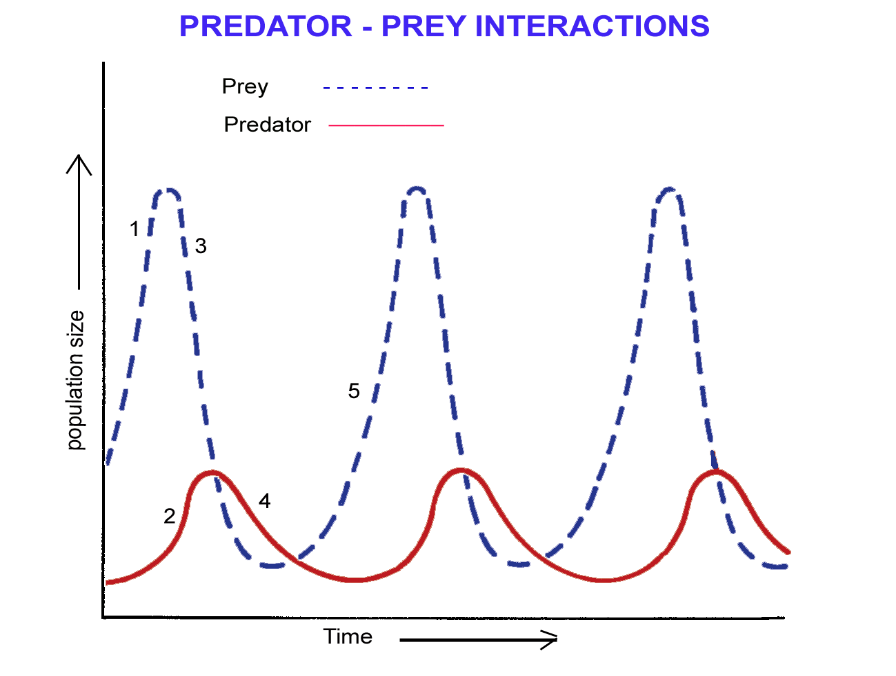 PREDATOR - PREY INTERACTIONS
Prey
Predator
1
3
5
2
4
population size
Time